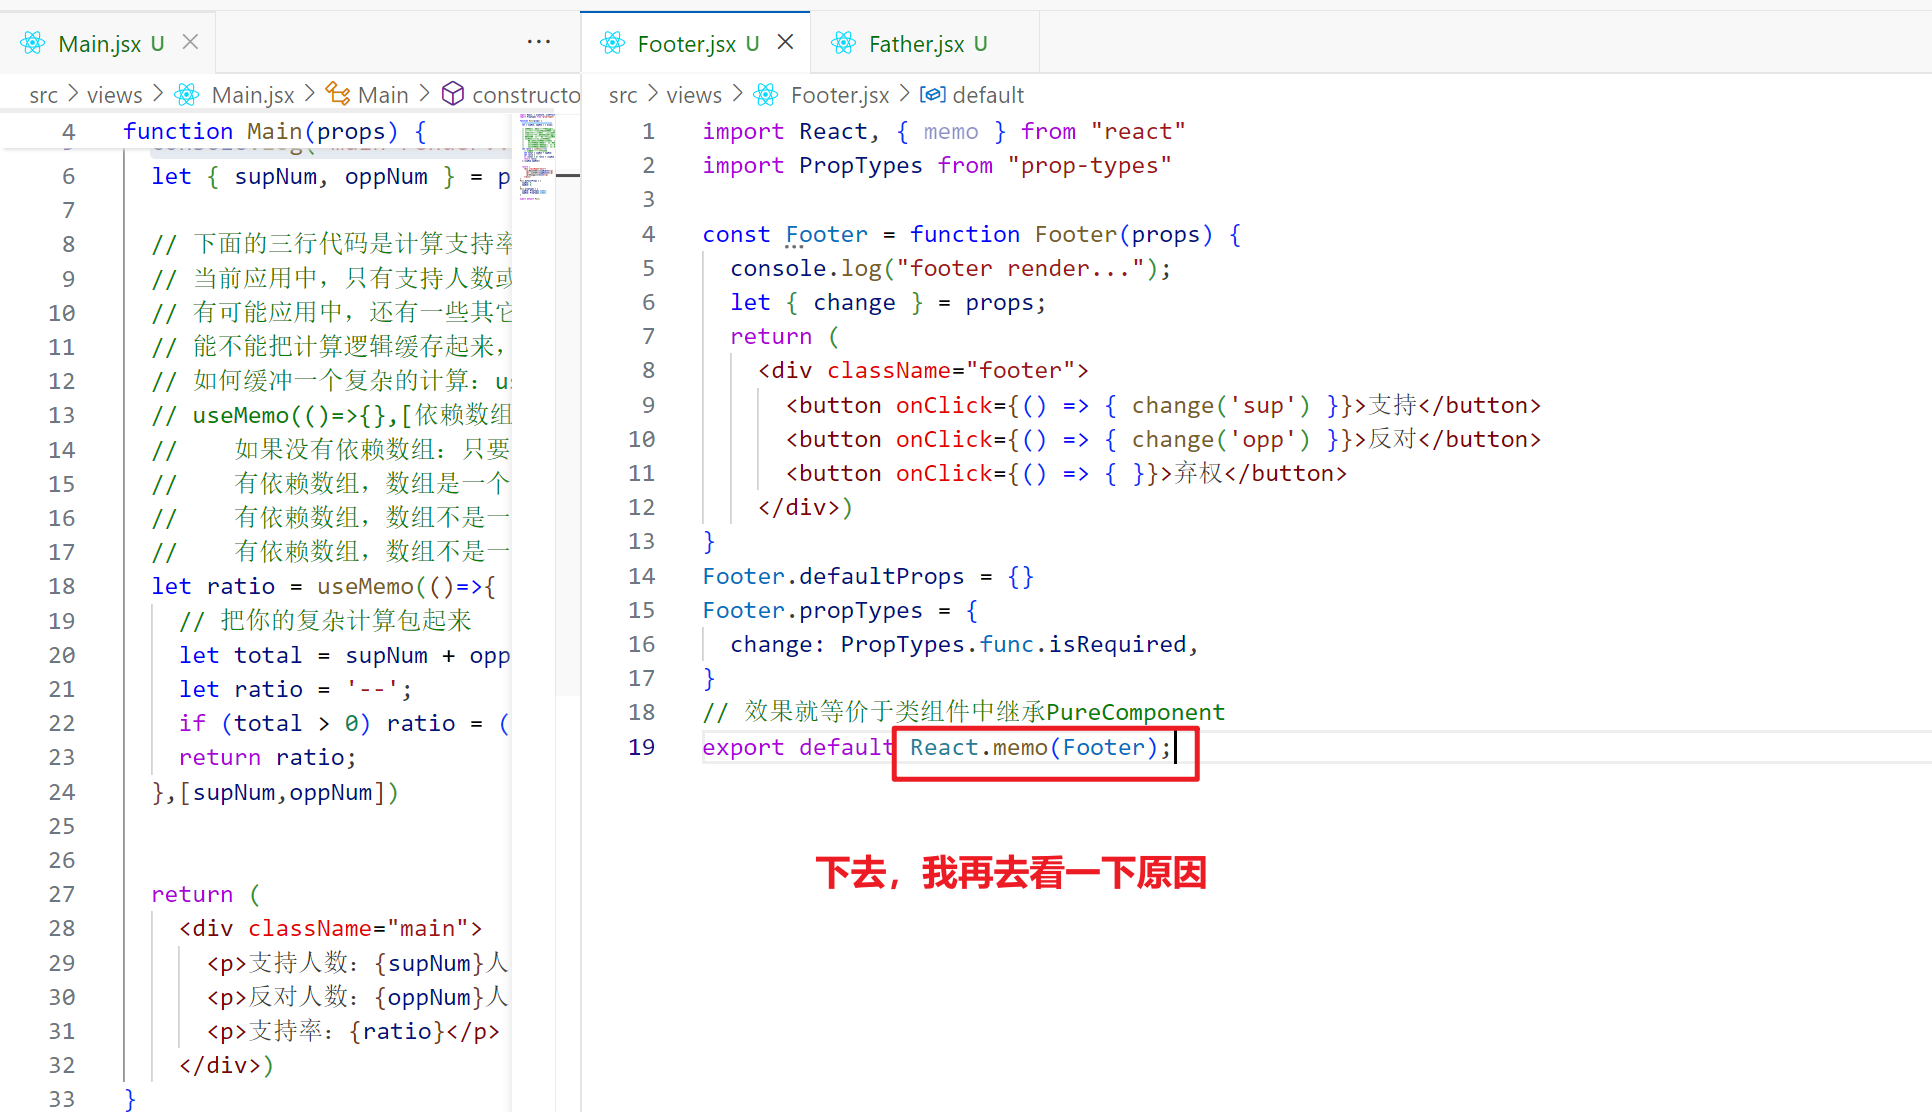 Main.jsx U
Footer.jsx U
Father.jsx U
src > views > Main.jsx > Main > constructo
4 function Main(props) {
6 let { supNum, oppNum } = p
7
8 // 下面的三行代码是计算支持率
9 // 当前应用中，只有支持人数或
10 // 有可能应用中，还有一些其它
11 // 能不能把计算逻辑缓存起来，
12 // 如何缓冲一个复杂的计算：us
13 // useMemo(()=>{},[依赖数组
14 //    如果没有依赖数组：只要
15 //    有依赖数组，数组是一个
16 //    有依赖数组，数组不是一
17 //    有依赖数组，数组不是一
18 let ratio = useMemo(()=>{
19 // 把你的复杂计算包起来
20 let total = supNum + opp
21 let ratio = '--';
22 if (total > 0) ratio = (
23 return ratio;
24 },[supNum,oppNum])
25
26
27 return (
28 <div className="main">
29 <p>支持人数：{supNum}人
30 <p>反对人数：{oppNum}人
31 <p>支持率：{ratio}</p>
32 </div>)
33 }
src > views > Footer.jsx > default
1 import React, { memo } from "react"
2 import PropTypes from "prop-types"
3
4 const Footer = function Footer(props) {
5 console.log("footer render...");
6 let { change } = props;
7 return (
8 <div className="footer">
9 <button onClick={() => { change('sup') }}>支持</button>
10 <button onClick={() => { change('opp') }}>反对</button>
11 <button onClick={() => { }}>弃权</button>
12 </div>)
13 }
14 Footer.defaultProps = {}
15 Footer.propTypes = {
16 change: PropTypes.func.isRequired,
17 }
18 // 效果就等价于类组件中继承PureComponent
19 export default React.memo(Footer);
下去，我再去看一下原因